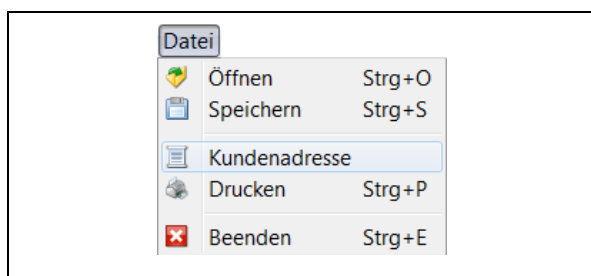 Datei
Öffnen Strg+O
Speichern Strg+S
Kundenadresse
Drucken Strg+P
Beenden Strg+E